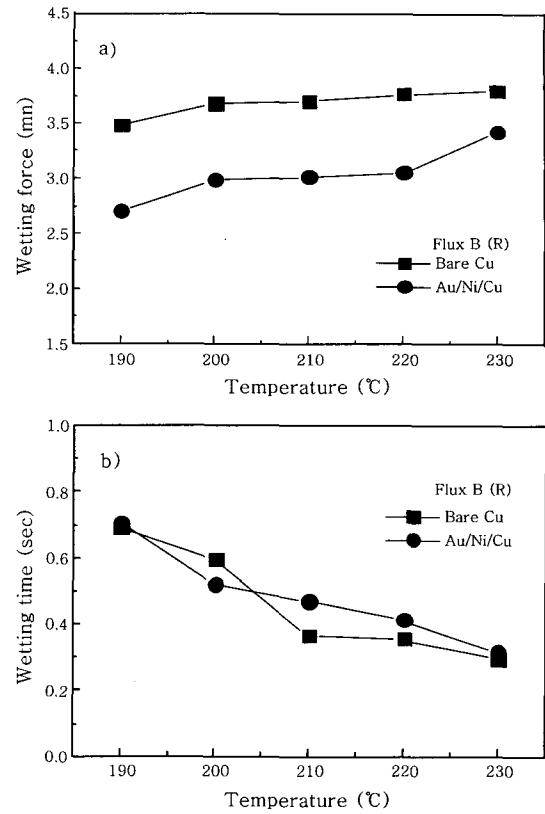 a)
4.5
4.0
3.5
3.0
2.5
2.0
1.5
Wetting force (mn)
Flux B (R)
Bare Cu
Au/Ni/Cu
190 200 210 220 230
Temperature (℃)
b)
1.0
0.8
0.6
0.4
0.2
0.0
Wetting time (sec)
Flux B (R)
Bare Cu
Au/Ni/Cu
190 200 210 220 230
Temperature (℃)